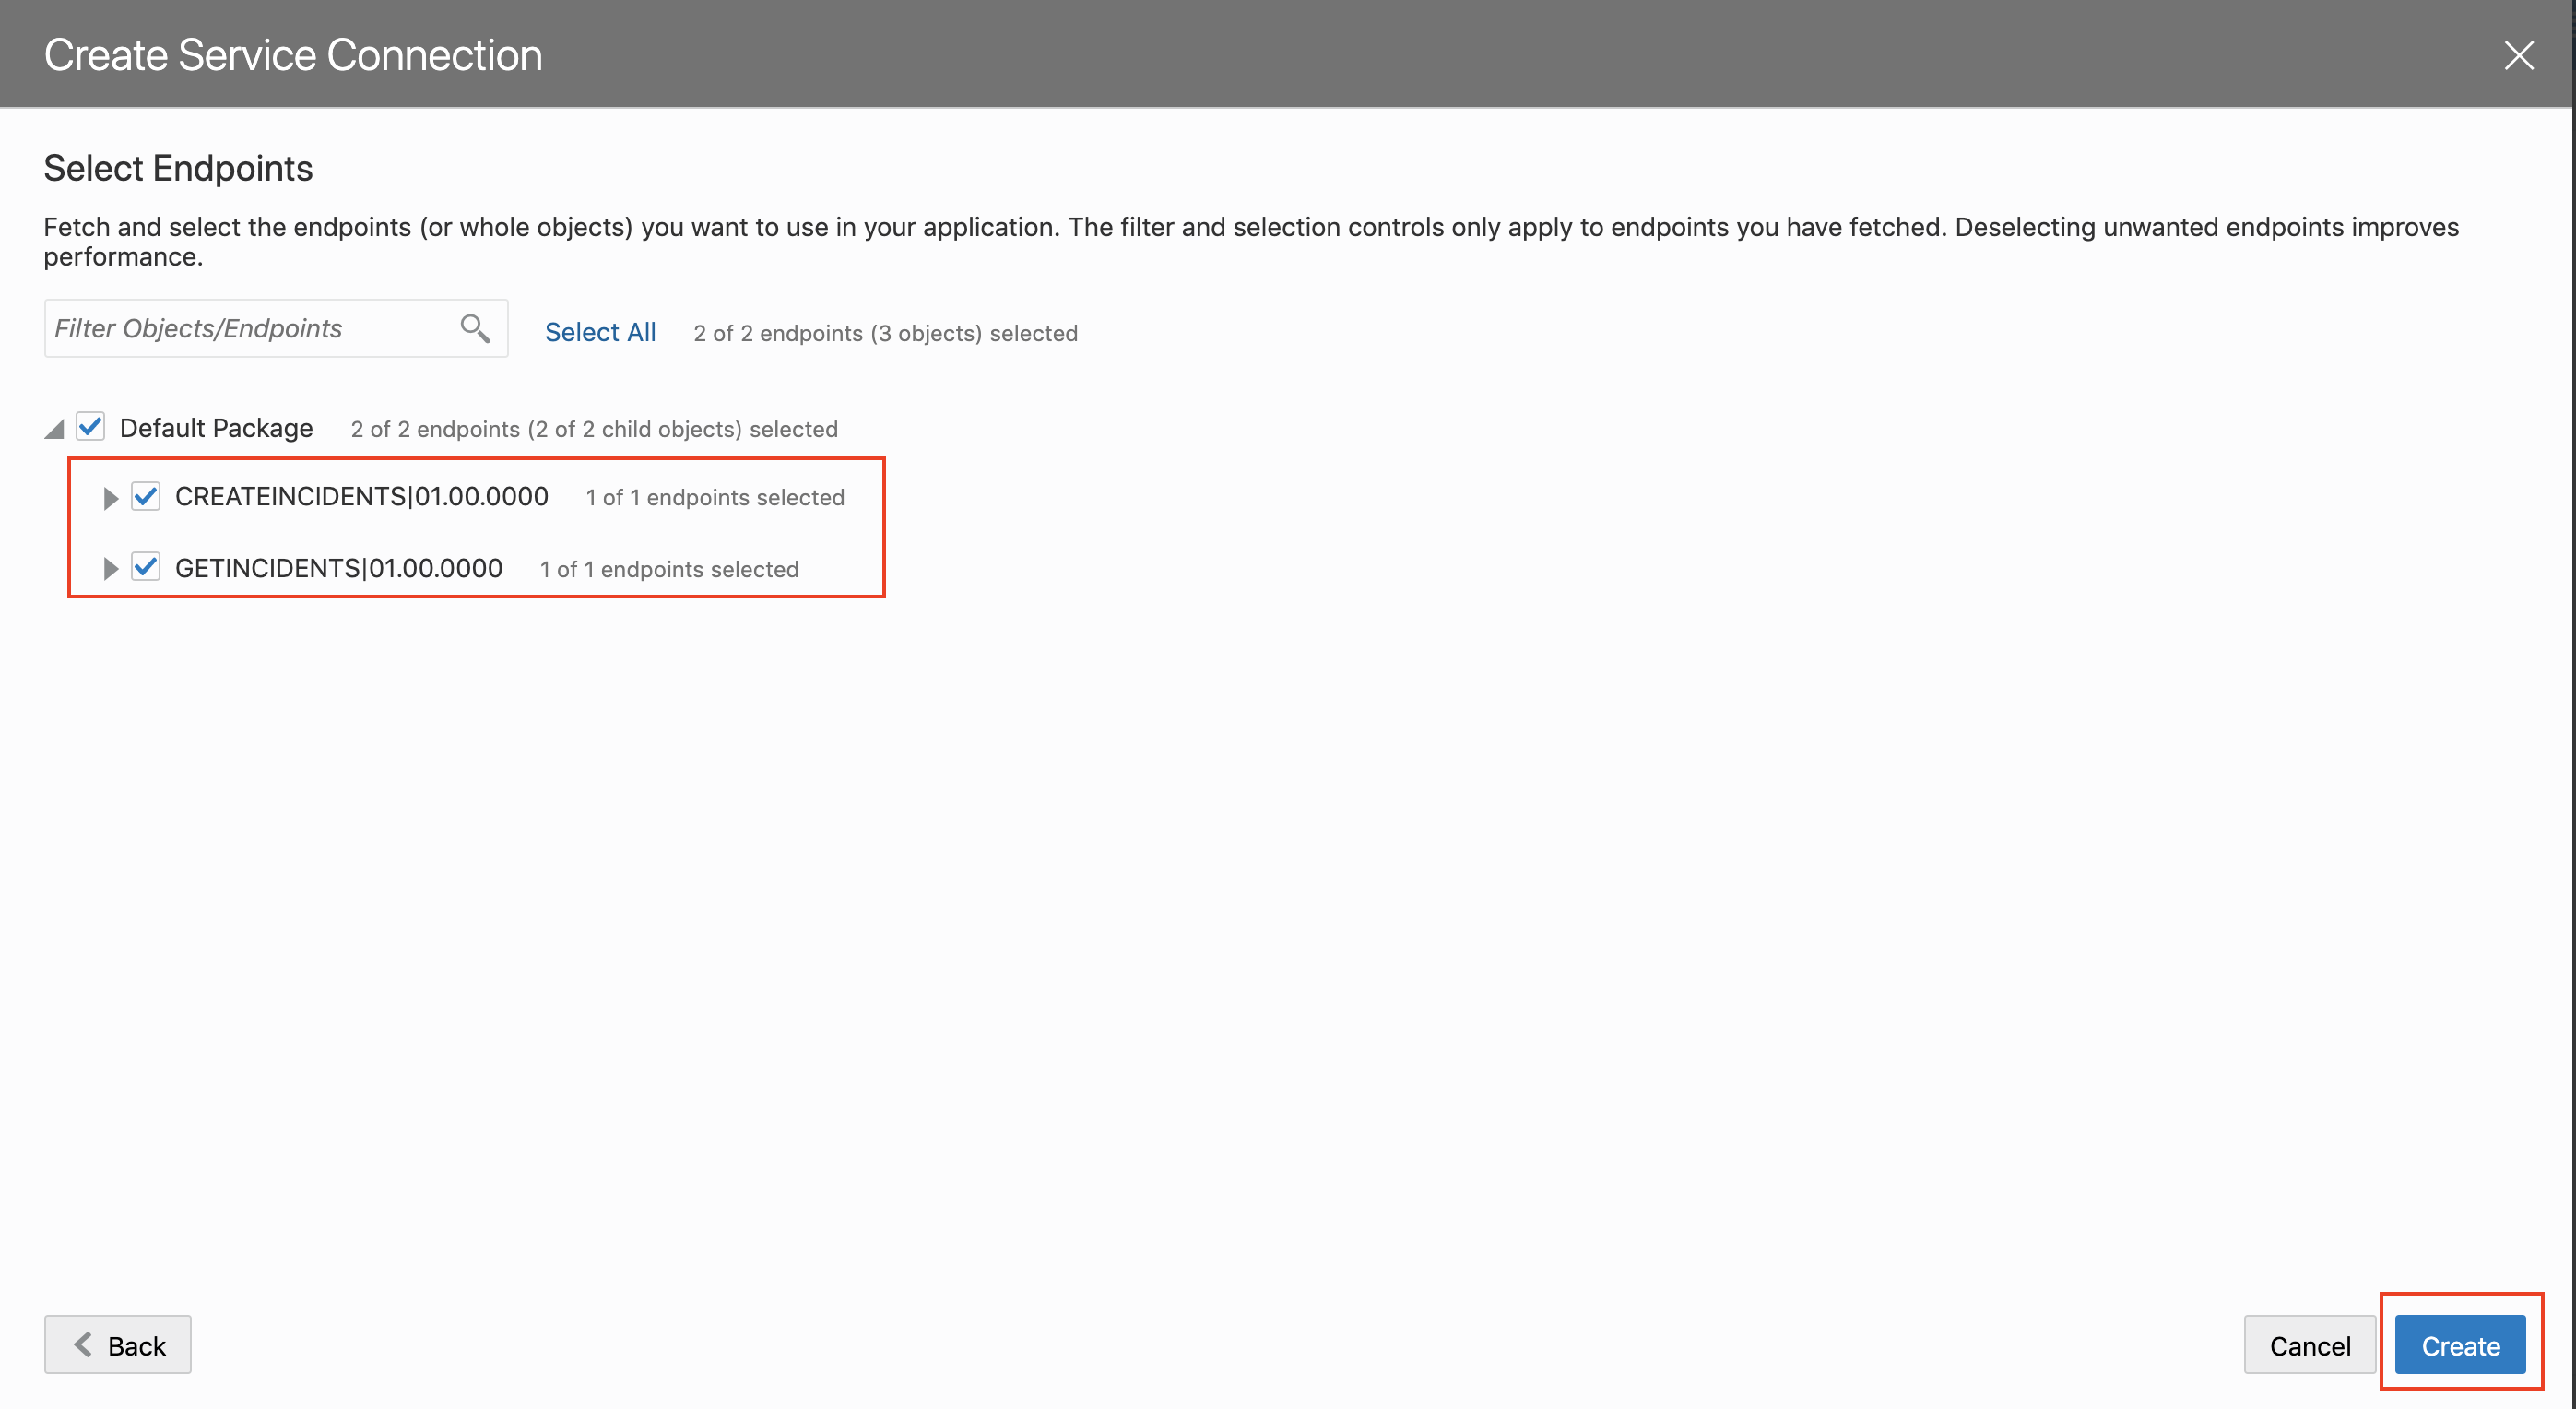 Create Service Connection
Select Endpoints
Fetch and select the endpoints (or whole objects) you want to use in your application. The filter and selection controls only apply to endpoints you have fetched. Deselecting unwanted endpoints improves
performance.
Filter Objects/Endpoints Select All 2 of 2 endpoints (3 objects) selected
Default Package 2 of 2 endpoints (2 of 2 child objects) selected
CREATEINCIDENTS|01.00.0000 1 of 1 endpoints selected
GETINCIDENTS|01.00.0000 1 of 1 endpoints selected
Back Cancel Create